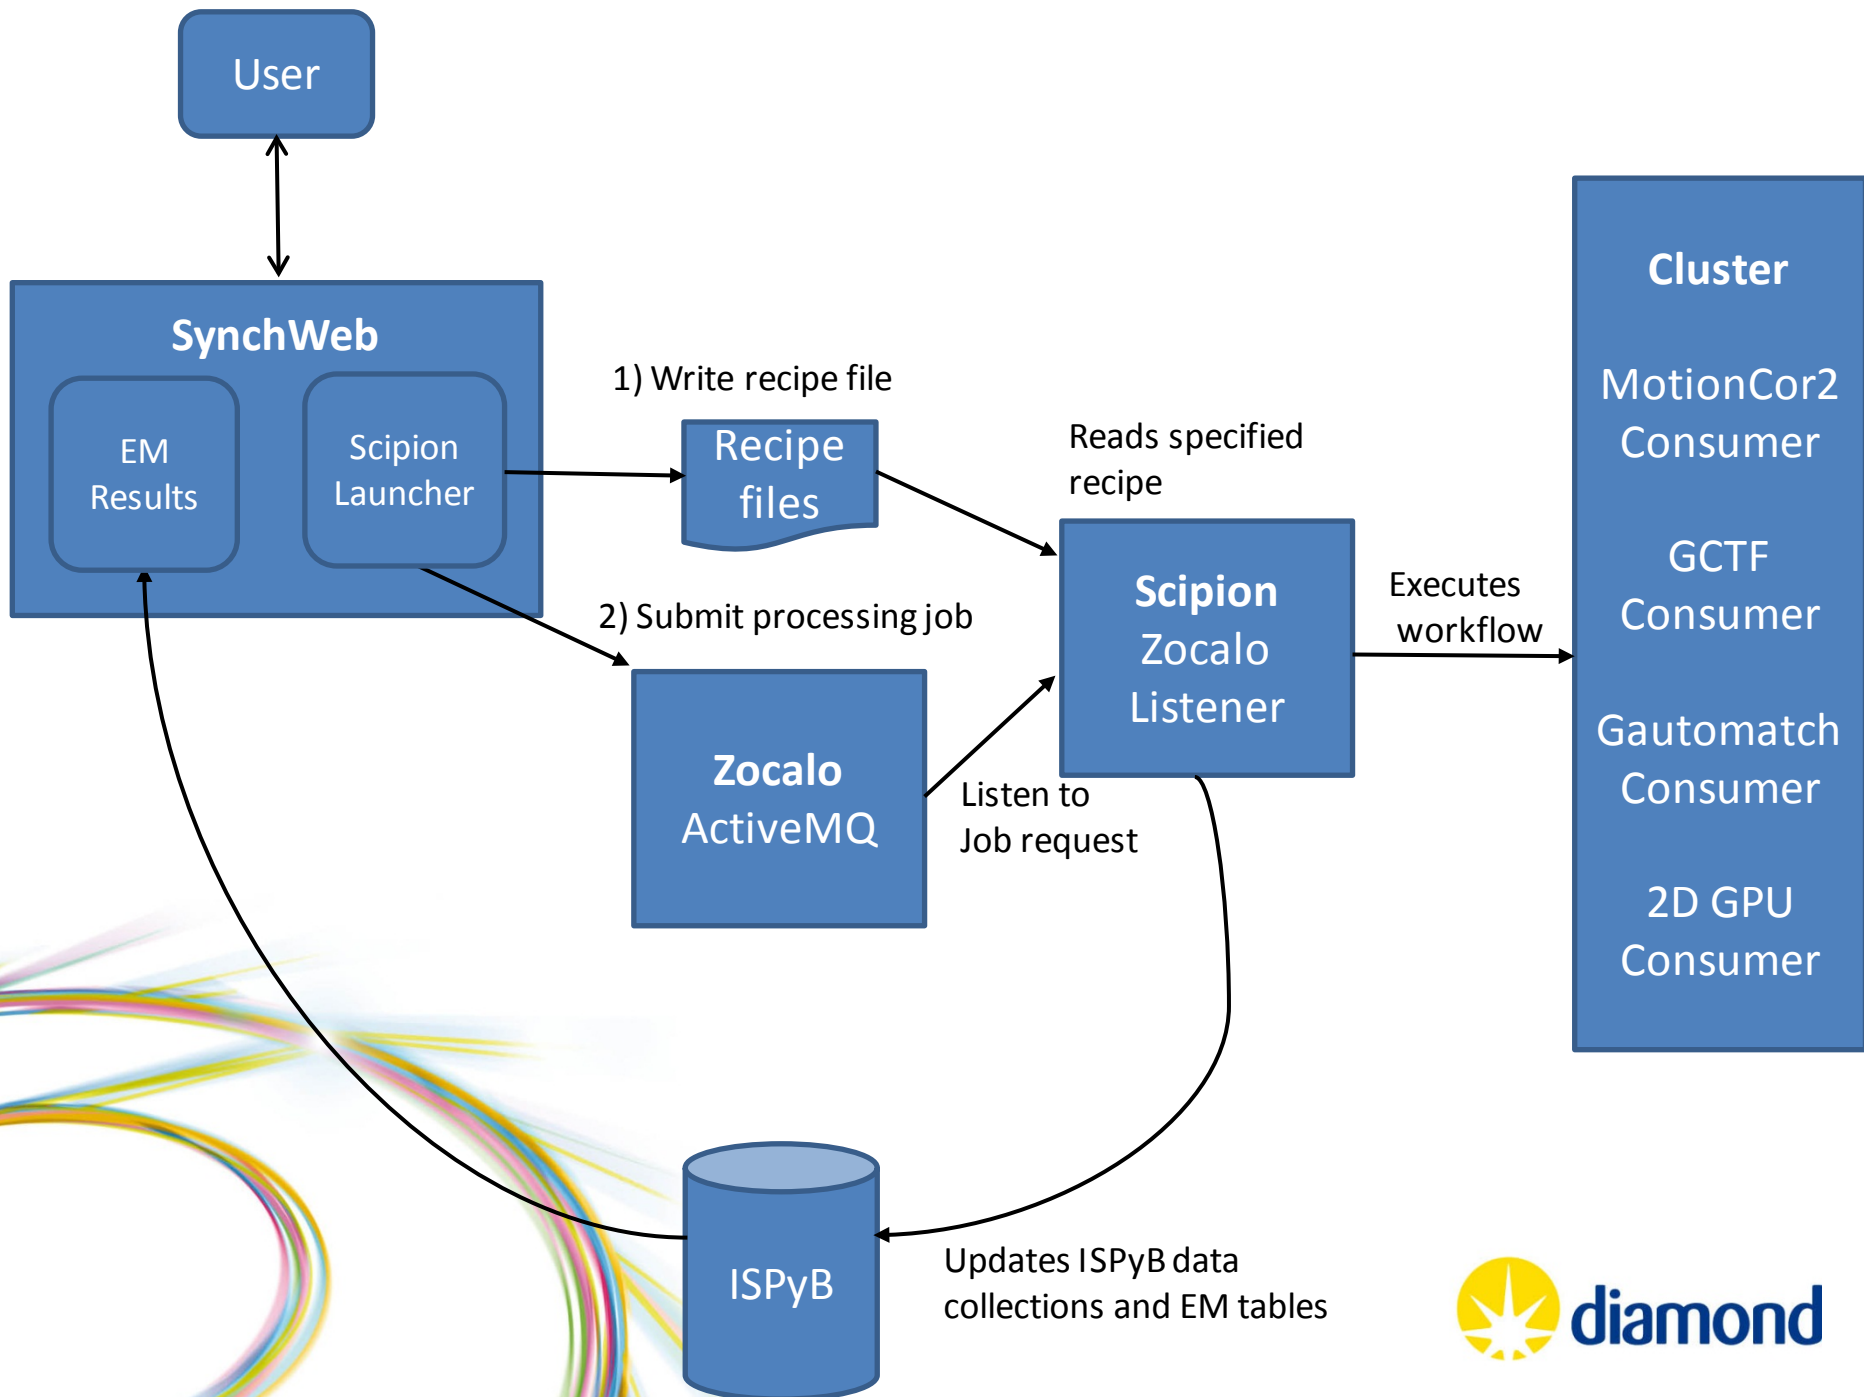 User
SynchWeb
EM
Results
Scipion
Launcher
1) Write recipe file
Recipe
files
2) Submit processing job
Zocalo
ActiveMQ
Reads specified
recipe
Listen to
Job request
Scipion
Zocalo
Listener
Executes
workflow
Cluster
MotionCor2
Consumer
GCTF
Consumer
Gautomatch
Consumer
2D GPU
Consumer
ISPyB
Updates ISPyB data
collections and EM tables
diamond